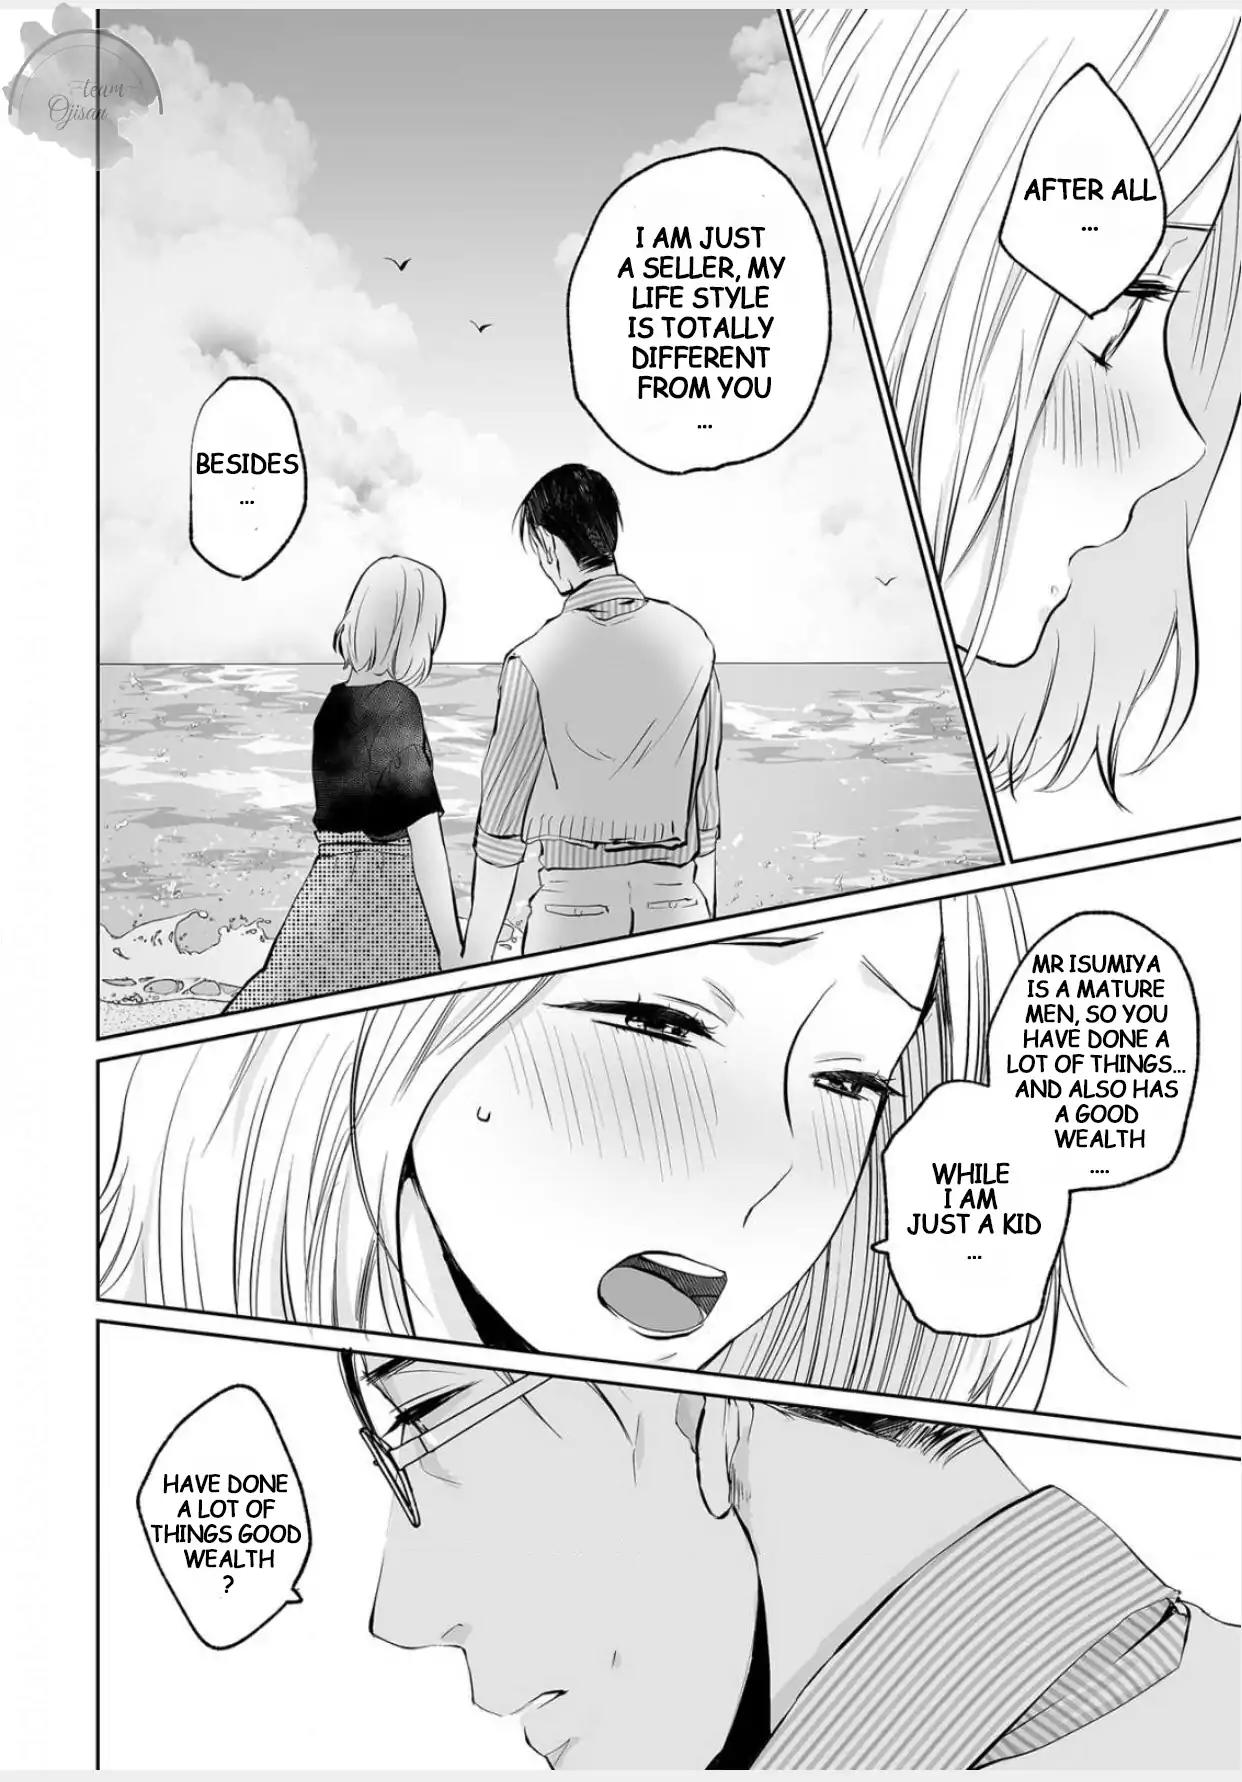 team
Ojisan
AFTER ALL
...
I AM JUST
A SELLER, MY
LIFE STYLE
IS TOTALLY
DIFFERENT
FROM YOU
...
BESIDES
...
MR ISUMIYA
IS A MATURE
MEN, SO YOU
HAVE DONE A
LOT OF THINGS...
AND ALSO HAS
A GOOD
WEALTH
....
WHILE
I AM
JUST A KID
...
HAVE DONE
A LOT OF
THINGS GOOD
WEALTH
?